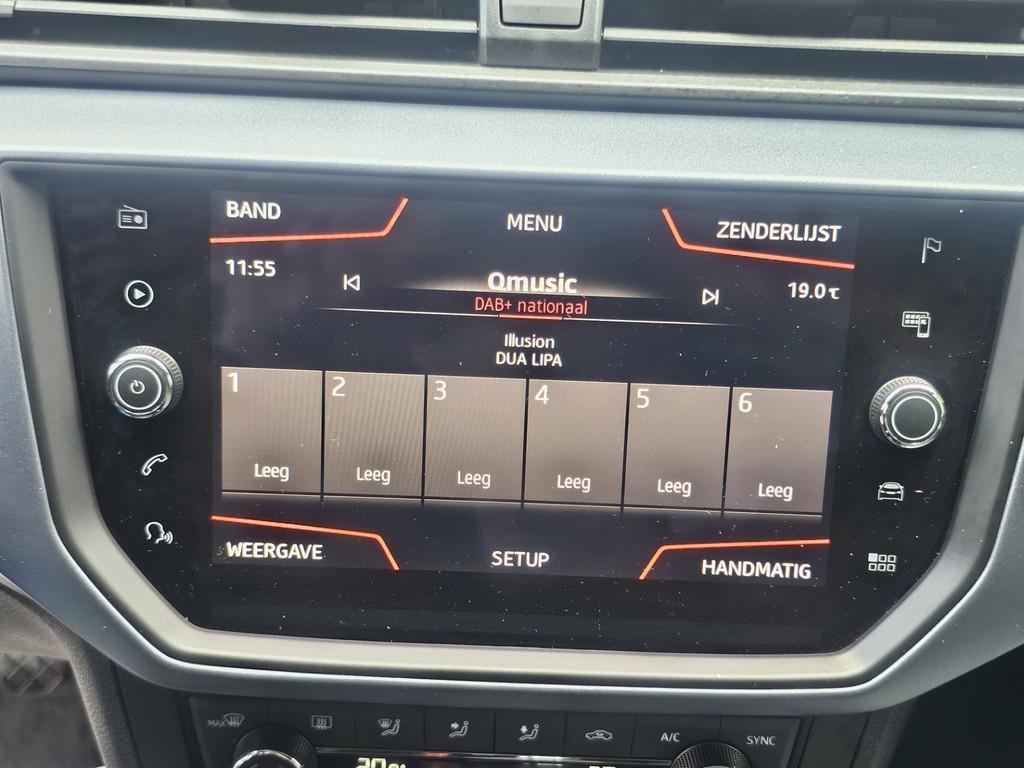 BAND
MENU
ZENDERLIJST
11:55
Qmusic
19.0℃
DAB+ nationaal
Illusion
DUA LIPA
1 2 3 4 5 6
Leeg Leeg Leeg Leeg Leeg Leeg
WEERGAVE
SETUP
HANDMATIG
MAX
A/C
SYNC